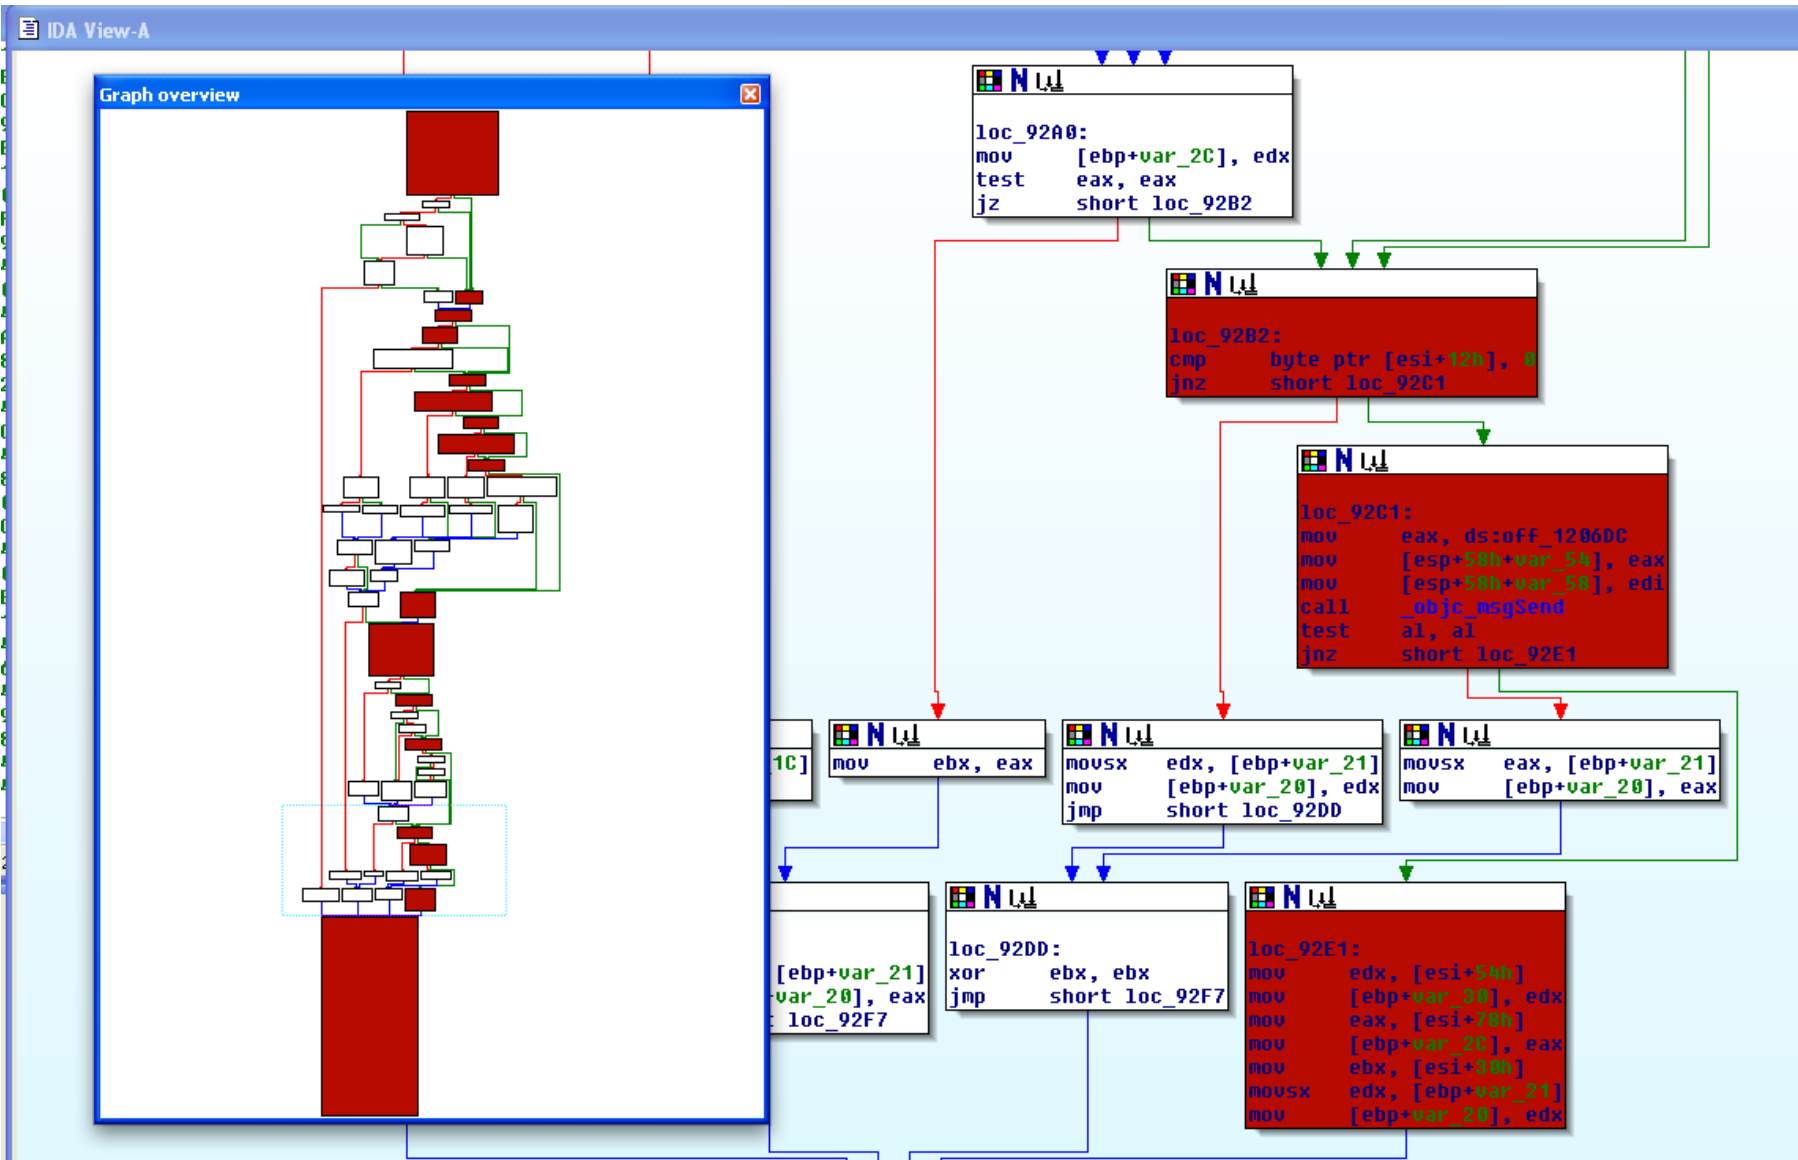 IDA View-A
Graph overview
loc_92A0:
mov [ebp+var_2C], edx
test eax, eax
jz short loc_92B2
loc_92B2:
cmp byte ptr [esi+12h], 0
jnz short loc_92C1
loc_92C1:
mov eax, ds:off_1206DC
mov [esp+58h+var_54], eax
mov [esp+58h+var_58], edi
call _objc_msgSend
test al, al
jnz short loc_92E1
1C]
mov ebx, eax
movsx edx, [ebp+var_21]
mov [ebp+var_20], edx
jmp short loc_92DD
movsx eax, [ebp+var_21]
mov [ebp+var_20], eax
[ebp+var_21]
var_20], eax
loc_92F7
loc_92DD:
xor ebx, ebx
jmp short loc_92F7
loc_92E1:
mov edx, [esi+54h]
mov [ebp+var_30], edx
mov eax, [esi+78h]
mov [ebp+var_2C], eax
mov ebx, [esi+30h]
movsx edx, [ebp+var_21]
mov [ebp+var_20], edx